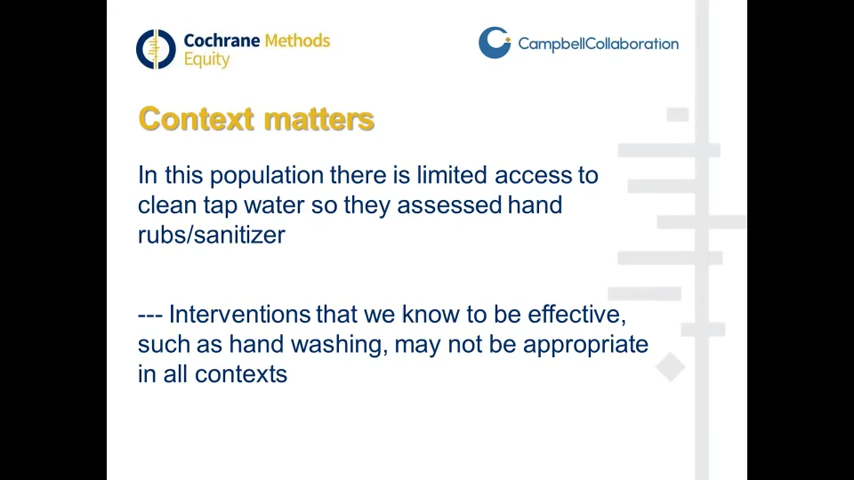 Cochrane Methods
Equity
CampbellCollaboration
Context matters
In this population there is limited access to
clean tap water so they assessed hand
rubs/sanitizer
--- Interventions that we know to be effective,
such as hand washing, may not be appropriate
in all contexts